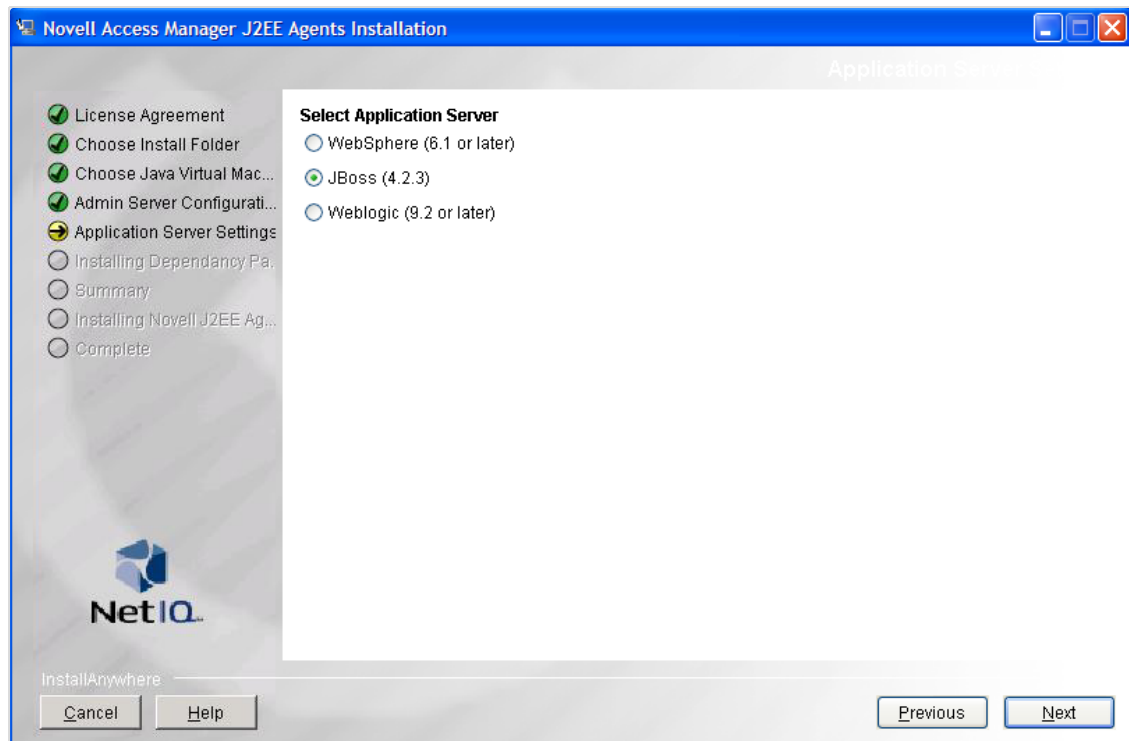 Novell Access Manager J2EE Agents Installation
Application Server
License Agreement
Choose Install Folder
Choose Java Virtual Mac...
Admin Server Configurati...
Application Server Settings
Installing Dependancy Pa.
Summary
Installing Novell J2EE Ag...
Complete
Select Application Server
WebSphere (6.1 or later)
JBoss (4.2.3)
Weblogic (9.2 or later)
NetIQ
InstallAnywhere
Cancel Help Previous Next